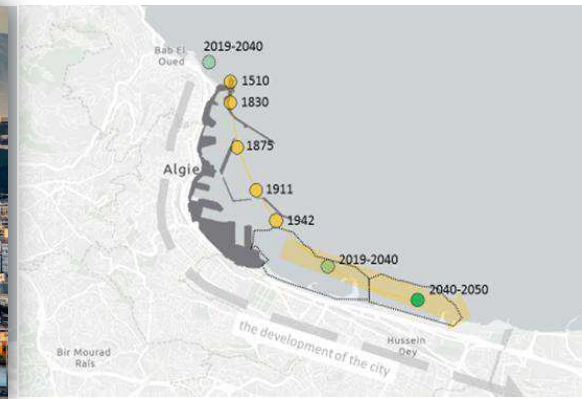 2019-2040
Bab El
Oued
1510
1830
1875
Algie
1911
1942
2019-2040
2040-2050
Hussein
Dey
the development of the city
Bir Mourad
Raïs